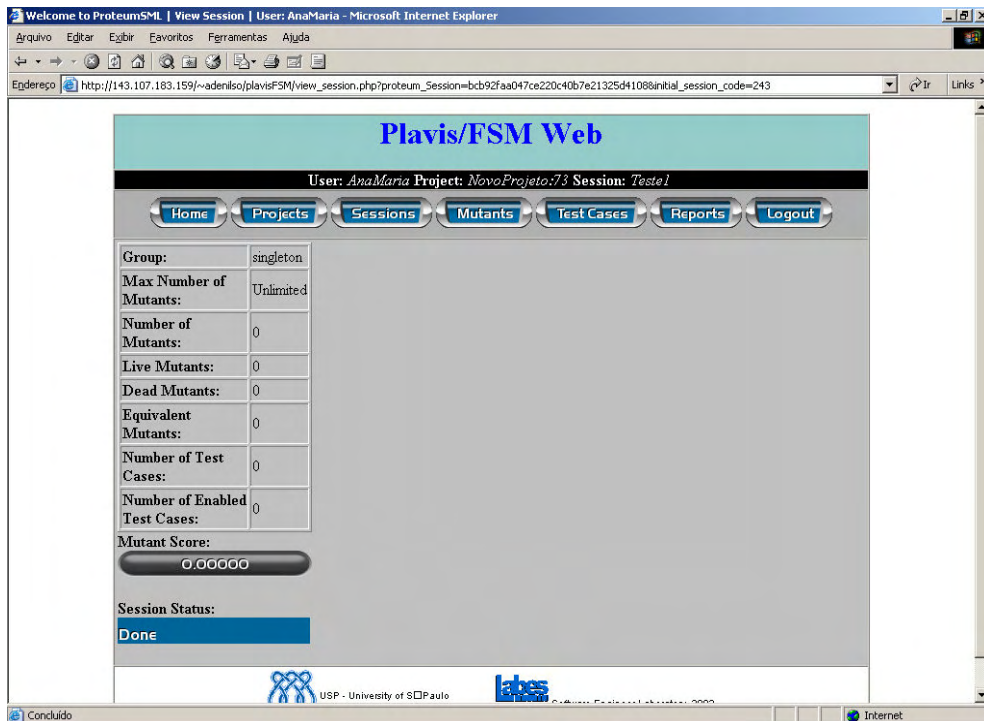 Welcome to ProteumSML | View Session | User: AnaMaria - Microsoft Internet Explorer
Arquivo Editar Exibir Favoritos Ferramentas Ajuda
Endereço http://143.107.183.159/~adenilso/plavisFSM/view_session.php?proteum_Session=bcb92faa047ce220c40b7e21325d4108&initial_session_code=243 Ir Links
Plavis/FSM Web
User: AnaMaria Project: NovoProjeto:73 Session: Teste1
Home Projects Sessions Mutants Test Cases Reports Logout
Group: singleton
Max Number of Mutants: Unlimited
Number of Mutants: 0
Live Mutants: 0
Dead Mutants: 0
Equivalent Mutants: 0
Number of Test Cases: 0
Number of Enabled Test Cases: 0
Mutant Score:
0.00000
Session Status:
Done
USP - University of S□Paulo labes
Concluído Internet